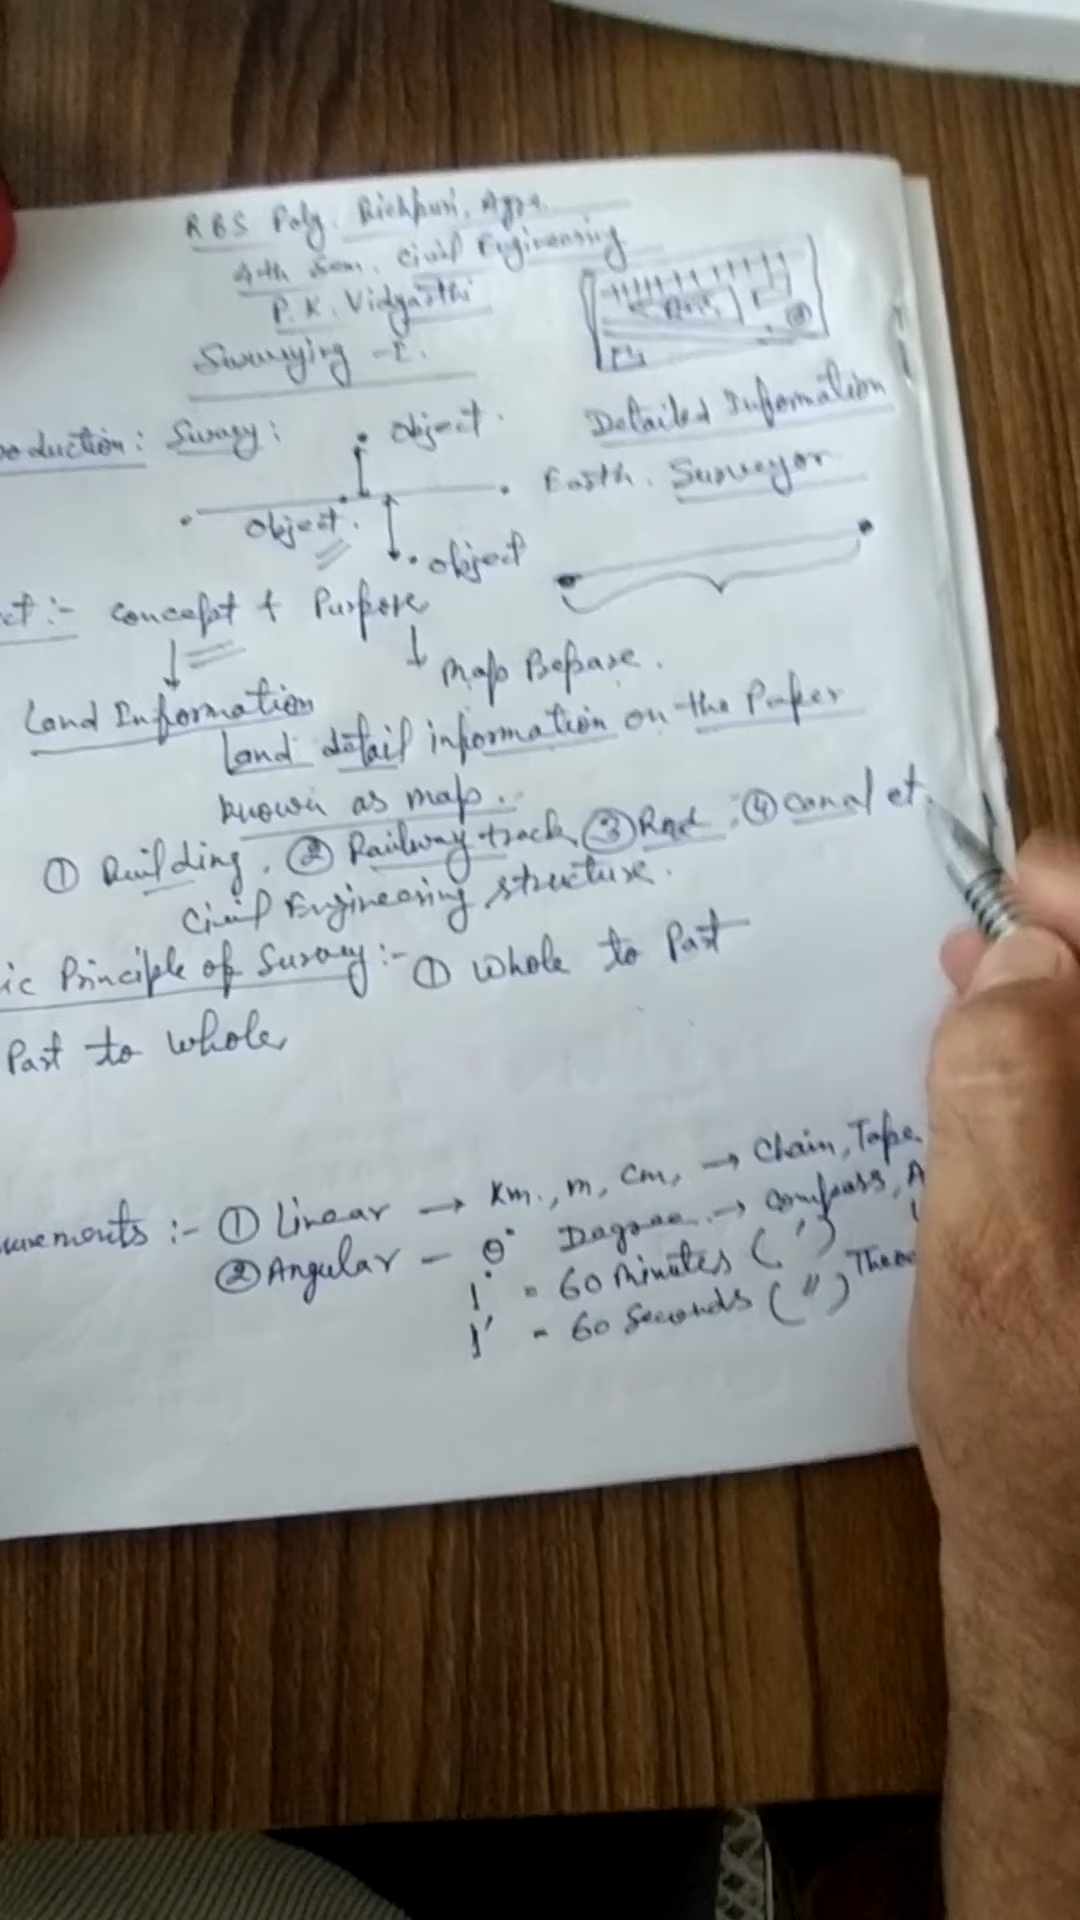 RBS Poly. Bichpuri, Agra.
4th Sem. Civil Engineering
P. K. Vidyarthi
Surveying - I.
Detailed Information
oduction: Survey: object.
Earth. Surveyor
object.
object
ct:- Concept & Purpose
Map Prepare.
Land Information
Land detail information on the Paper
known as map.
① Building, ② Railway track, ③ Road, ④ Canal et.
Civil Engineering structure.
ic Principle of Survey:- ① Whole to Part
Part to whole
urements :- ① Linear → Km., m, Cm, → Chain, Tape
② Angular - θ° Degree → Compass, A
1° = 60 Minutes (')
1' = 60 Seconds (") Theo